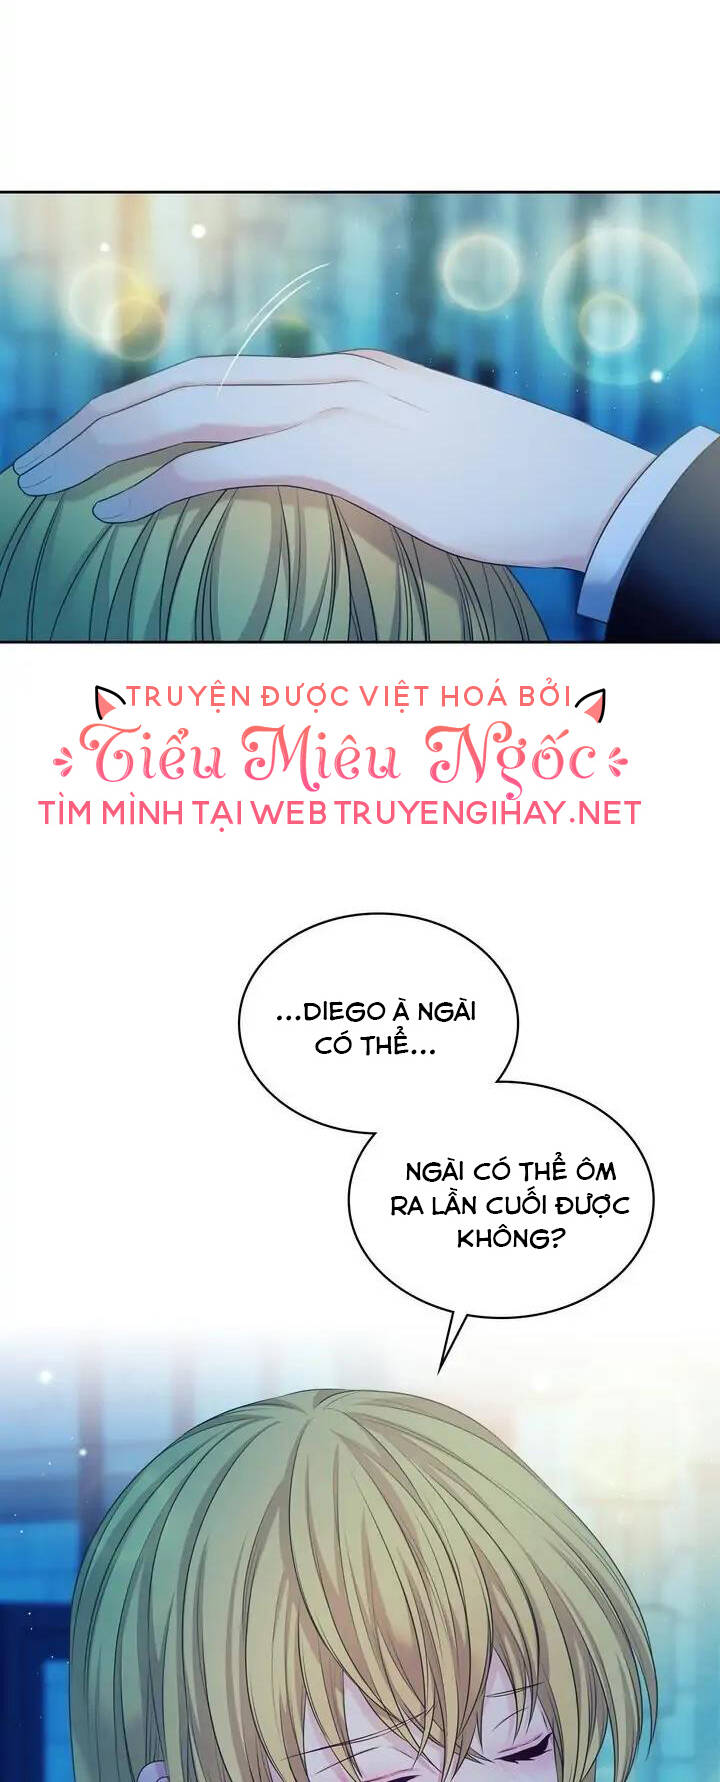 TRUYỆN ĐƯỢC VIỆT HOÁ BỞI
Tiểu Miêu Ngốc
TÌM MÌNH TẠI WEB TRUYENGIHAY.NET
...DIEGO À NGÀI
CÓ THỂ...
NGÀI CÓ THỂ ÔM
RA LẦN CUỐI ĐƯỢC
KHÔNG?